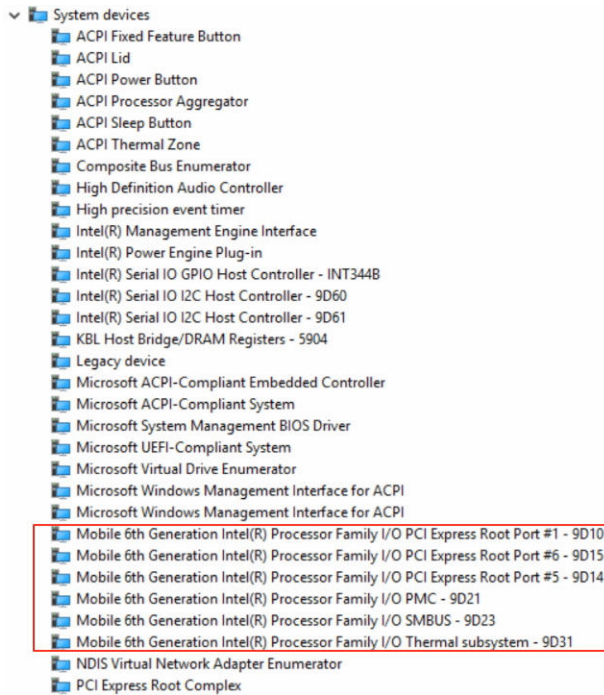 System devices
ACPI Fixed Feature Button
ACPI Lid
ACPI Power Button
ACPI Processor Aggregator
ACPI Sleep Button
ACPI Thermal Zone
Composite Bus Enumerator
High Definition Audio Controller
High precision event timer
Intel(R) Management Engine Interface
Intel(R) Power Engine Plug-in
Intel(R) Serial IO GPIO Host Controller - INT344B
Intel(R) Serial IO I2C Host Controller - 9D60
Intel(R) Serial IO I2C Host Controller - 9D61
KBL Host Bridge/DRAM Registers - 5904
Legacy device
Microsoft ACPI-Compliant Embedded Controller
Microsoft ACPI-Compliant System
Microsoft System Management BIOS Driver
Microsoft UEFI-Compliant System
Microsoft Virtual Drive Enumerator
Microsoft Windows Management Interface for ACPI
Microsoft Windows Management Interface for ACPI
Mobile 6th Generation Intel(R) Processor Family I/O PCI Express Root Port #1 - 9D10
Mobile 6th Generation Intel(R) Processor Family I/O PCI Express Root Port #6 - 9D15
Mobile 6th Generation Intel(R) Processor Family I/O PCI Express Root Port #5 - 9D14
Mobile 6th Generation Intel(R) Processor Family I/O PMC - 9D21
Mobile 6th Generation Intel(R) Processor Family I/O SMBUS - 9D23
Mobile 6th Generation Intel(R) Processor Family I/O Thermal subsystem - 9D31
NDIS Virtual Network Adapter Enumerator
PCI Express Root Complex